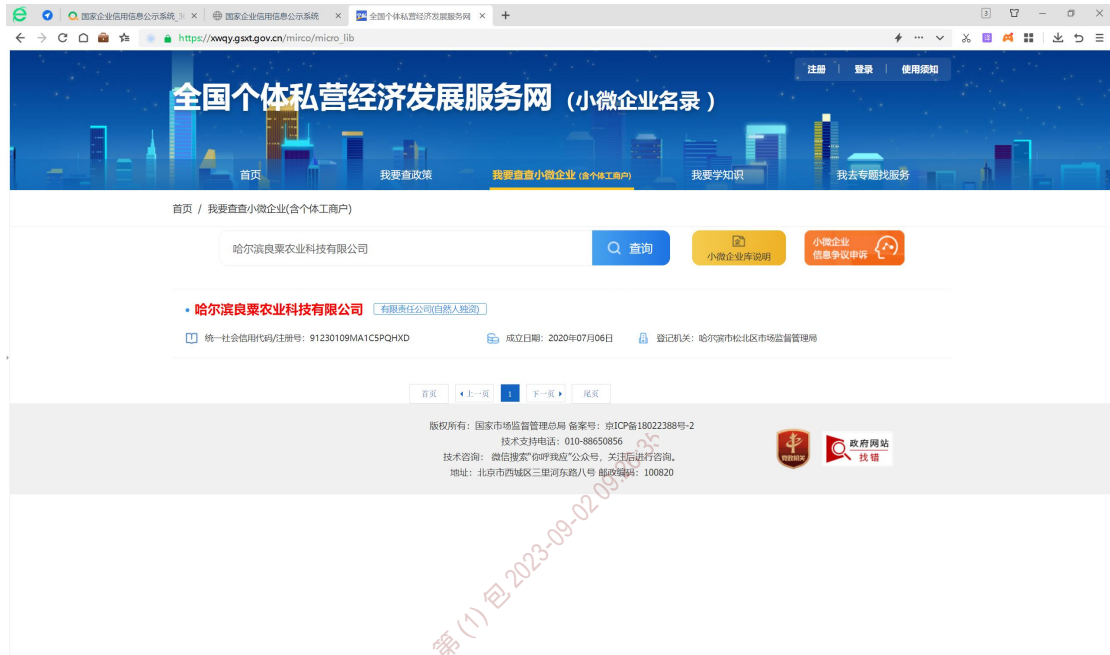 国家企业信用信息公示系统_3
国家企业信用信息公示系统
全国个体私营经济发展服务网
3
https://xwqy.gsxt.gov.cn/mirco/micro_lib
注册 登录 使用须知
全国个体私营经济发展服务网 (小微企业名录)
首页 我要查政策 我要查查小微企业 (含个体工商户) 我要学知识 我去专题找服务
首页 / 我要查查小微企业(含个体工商户)
哈尔滨良粟农业科技有限公司 查询
小微企业库说明
小微企业
信息争议申诉
哈尔滨良粟农业科技有限公司 有限责任公司(自然人独资)
统一社会信用代码/注册号: 91230109MA1C5PQHXD 成立日期: 2020年07月06日 登记机关: 哈尔滨市松北区市场监督管理局
首页 上一页 1 下一页 尾页
版权所有: 国家市场监督管理总局 备案号: 京ICP备18022388号-2
技术支持电话: 010-88650856
技术咨询: 微信搜索“你呼我应”公众号, 关注后进行咨询。
地址: 北京市西城区三里河东路八号 邮政编码: 100820
党政机关
政府网站
找错
第 (1) 包 2023-09-02 09:26:35